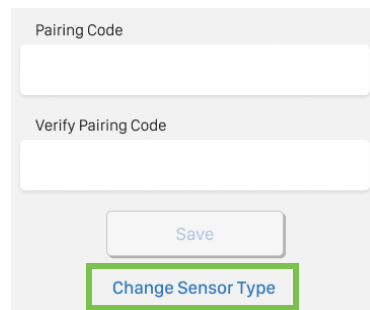 Pairing Code
Verify Pairing Code
Save
Change Sensor Type